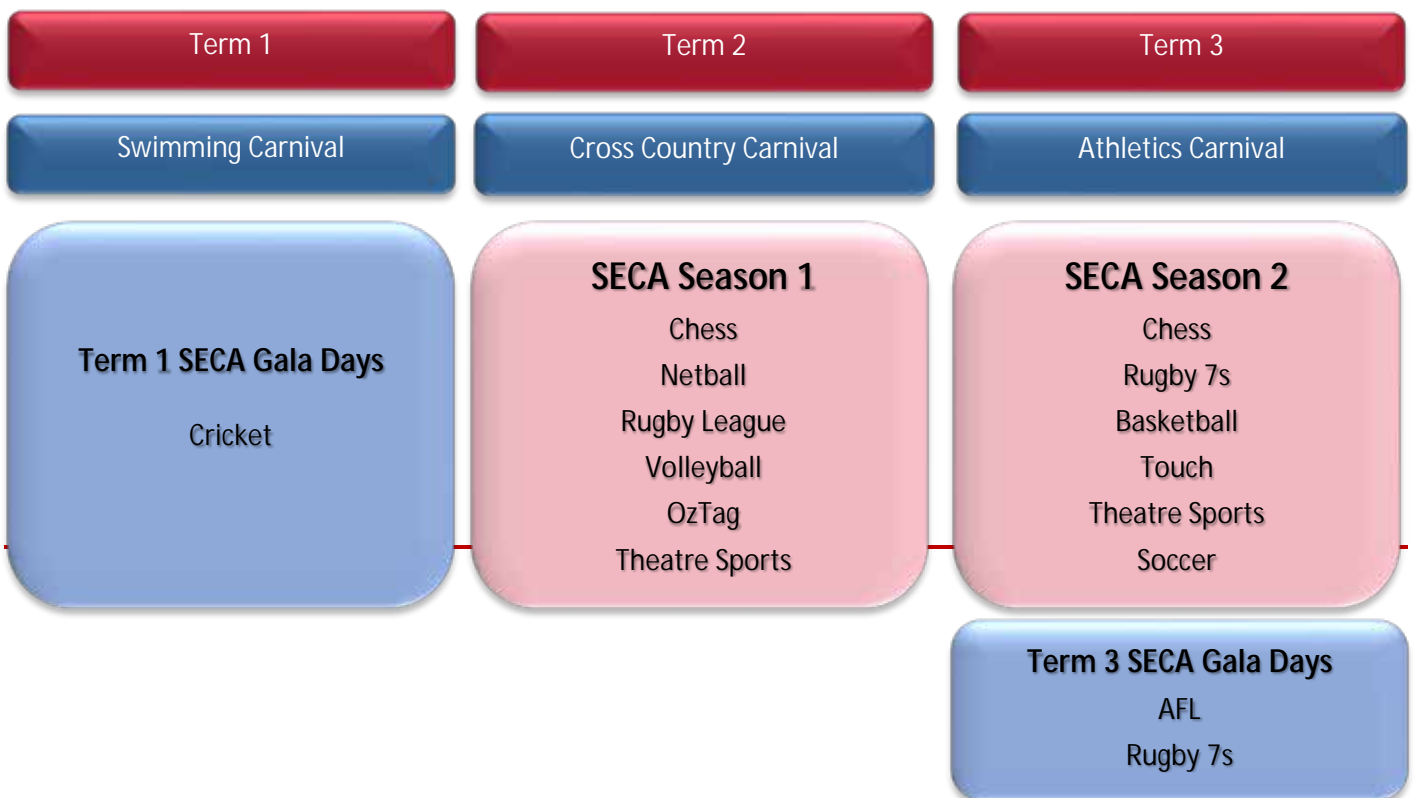 Term 1
Term 2
Term 3
Swimming Carnival
Cross Country Carnival
Athletics Carnival
Term 1 SECA Gala Days
Cricket
SECA Season 1
Chess
Netball
Rugby League
Volleyball
OzTag
Theatre Sports
SECA Season 2
Chess
Rugby 7s
Basketball
Touch
Theatre Sports
Soccer
Term 3 SECA Gala Days
AFL
Rugby 7s